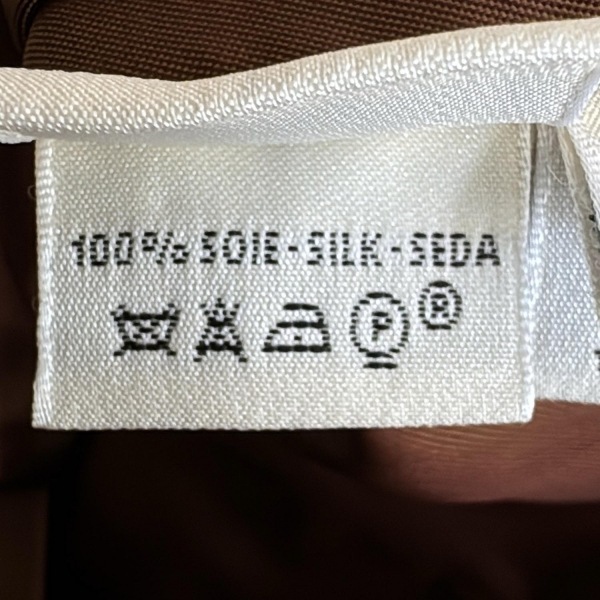 100% SOIE - SILK - SEDA
P ®